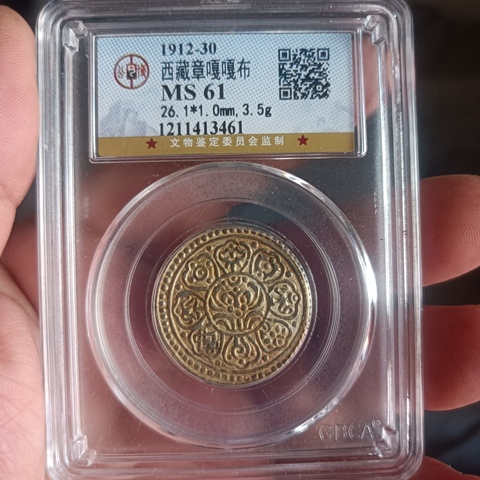 1912-30
西藏章嘎嘎布
MS 61
26.1*1.0mm,3.5g
1211413461
★ 文物鉴定委员会监制 ★
GBCA®